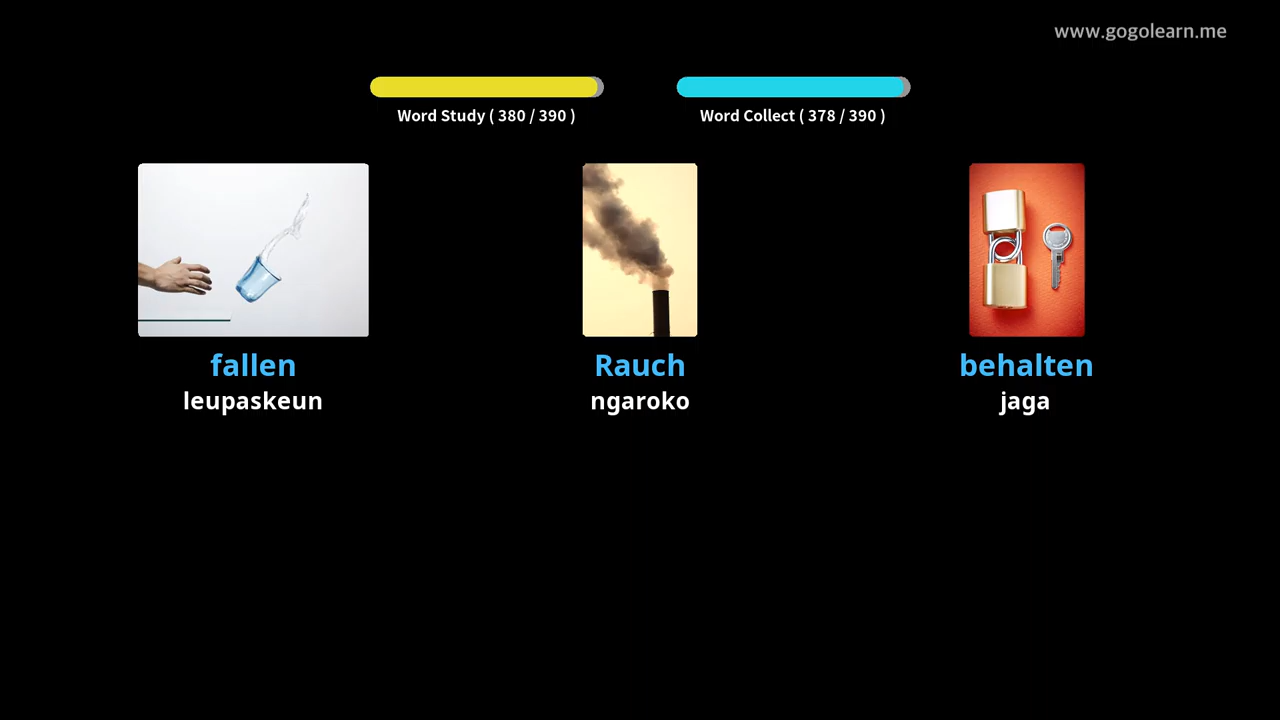 www.gogolearn.me
Word Study ( 380 / 390 )
Word Collect ( 378 / 390 )
fallen
leupaskeun
Rauch
ngaroko
behalten
jaga